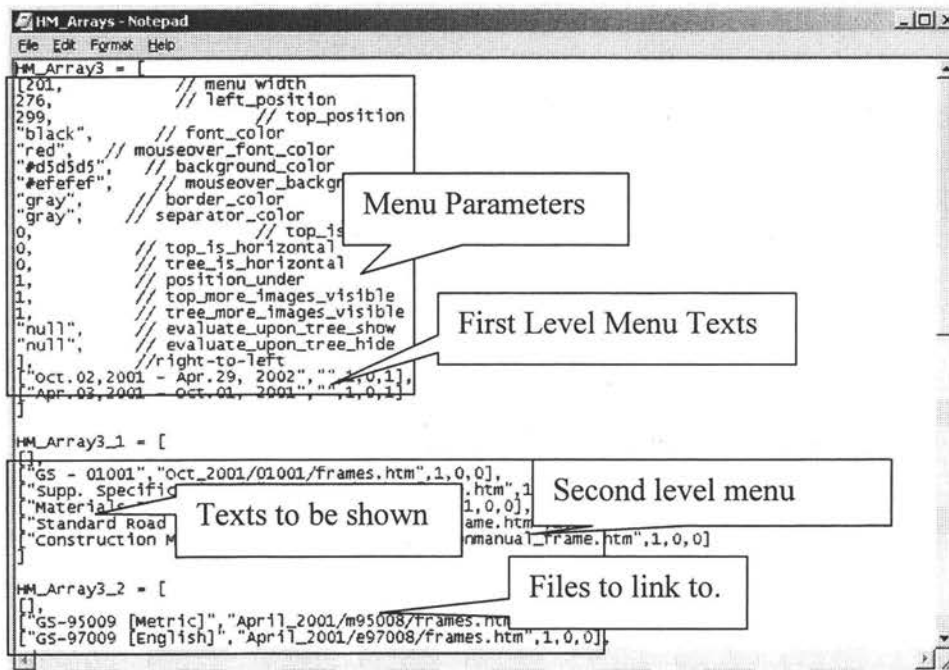 HM_Arrays - Notepad
File Edit Format Help
HM_Array3 = [
[201, // menu width
276, // left_position
299, // top_position
"black", // font_color
"red", // mouseover_font_color
"#d5d5d5", // background_color
"#efefef", // mouseover_backgr
"gray", // border_color
"gray", // separator_color
0, // top_is
0, // top_is_horizontal
0, // tree_is_horizontal
1, // position_under
1, // top_more_images_visible
1, // tree_more_images_visible
"null", // evaluate_upon_tree_show
"null", // evaluate_upon_tree_hide
], //right-to-left
["Oct.02,2001 - Apr.29, 2002","",1,0,1],
["Apr.03,2001 - Oct.01, 2001","",1,0,1]
]
Menu Parameters
First Level Menu Texts
HM_Array3_1 = [
[],
["GS - 01001","Oct_2001/01001/frames.htm",1,0,0],
["Supp. Specific .htm",1
["Materials 1,0,0],
["Standard Road ame.htm"
["Construction M onmanual_frame.htm",1,0,0]
]
Texts to be shown
Second level menu
HM_Array3_2 = [
[],
["GS-95009 [Metric]","April_2001/m95008/frames.htm
["GS-97009 [English]","April_2001/e97008/frames.htm",1,0,0],
Files to link to.